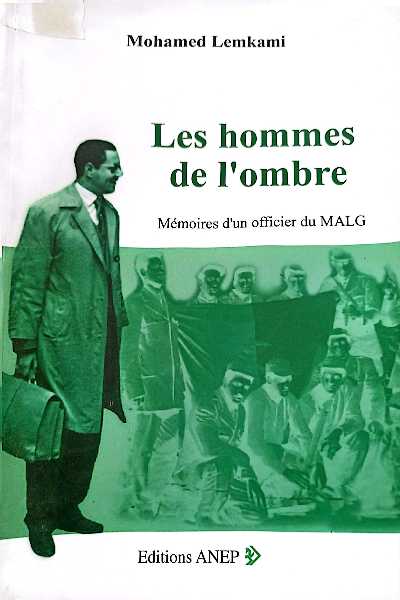 Mohamed Lemkami
Les hommes
de l'ombre
Mémoires d'un officier du MALG
Editions ANEP